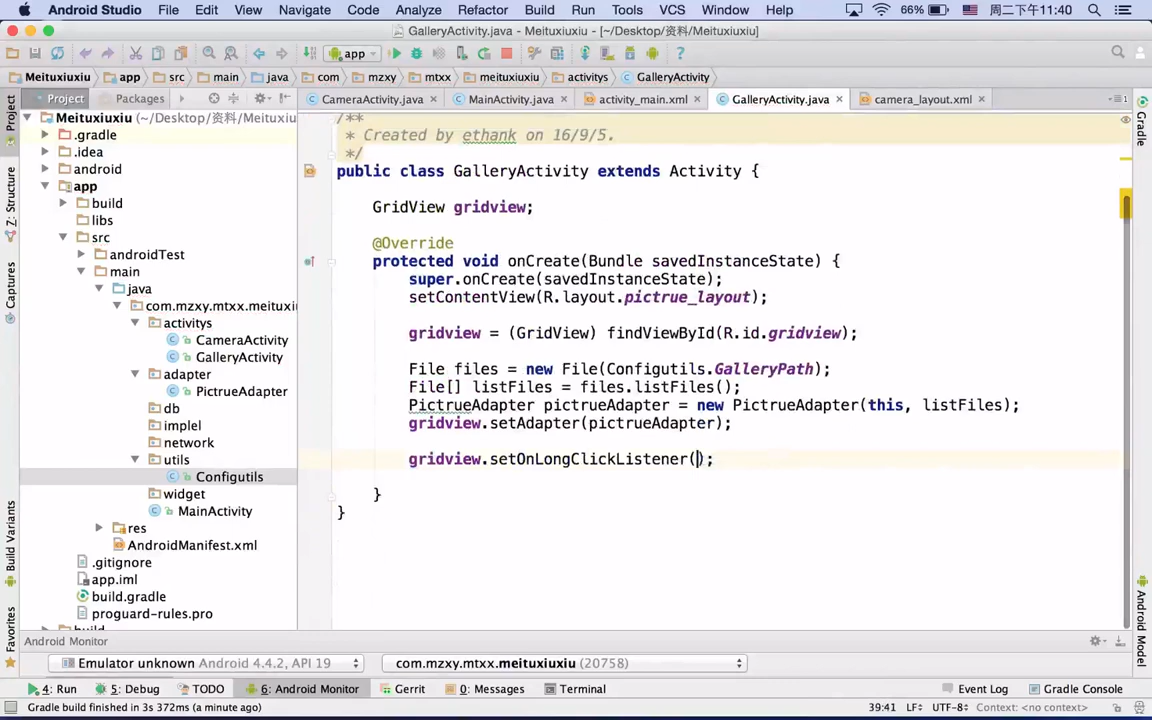 Android Studio File Edit View Navigate Code Analyze Refactor Build Run Tools VCS Window Help 66% 周二下午11:40
GalleryActivity.java - Meituxiuxiu - [~/Desktop/资料/Meituxiuxiu]
app
Meituxiuxiu app src main java com mzxy mtxx meituxiuxiu activitys GalleryActivity
Project Packages CameraActivity.java MainActivity.java activity_main.xml GalleryActivity.java camera_layout.xml
1: Project
Z: Structure
Captures
Build Variants
Favorites
Gradle
Android Model
Meituxiuxiu (~/Desktop/资料/Meituxiu
.gradle
.idea
android
app
build
libs
src
androidTest
main
java
com.mzxy.mtxx.meituxiu
activitys
CameraActivity
GalleryActivity
adapter
PictrueAdapter
db
implel
network
utils
Configutils
widget
MainActivity
res
AndroidManifest.xml
.gitignore
app.iml
build.gradle
proguard-rules.pro
/**
* Created by ethank on 16/9/5.
*/
public class GalleryActivity extends Activity {
GridView gridview;
@Override
protected void onCreate(Bundle savedInstanceState) {
super.onCreate(savedInstanceState);
setContentView(R.layout.pictrue_layout);
gridview = (GridView) findViewById(R.id.gridview);
File files = new File(Configutils.GalleryPath);
File[] listFiles = files.listFiles();
PictrueAdapter pictrueAdapter = new PictrueAdapter(this, listFiles);
gridview.setAdapter(pictrueAdapter);
gridview.setOnLongClickListener();
}
}
Android Monitor
Emulator unknown Android 4.4.2, API 19 com.mzxy.mtxx.meituxiuxiu (20758)
4: Run 5: Debug TODO 6: Android Monitor Gerrit 0: Messages Terminal Event Log Gradle Console
Gradle build finished in 3s 372ms (a minute ago) 39:41 LF÷ UTF-8÷ Context: <no context>